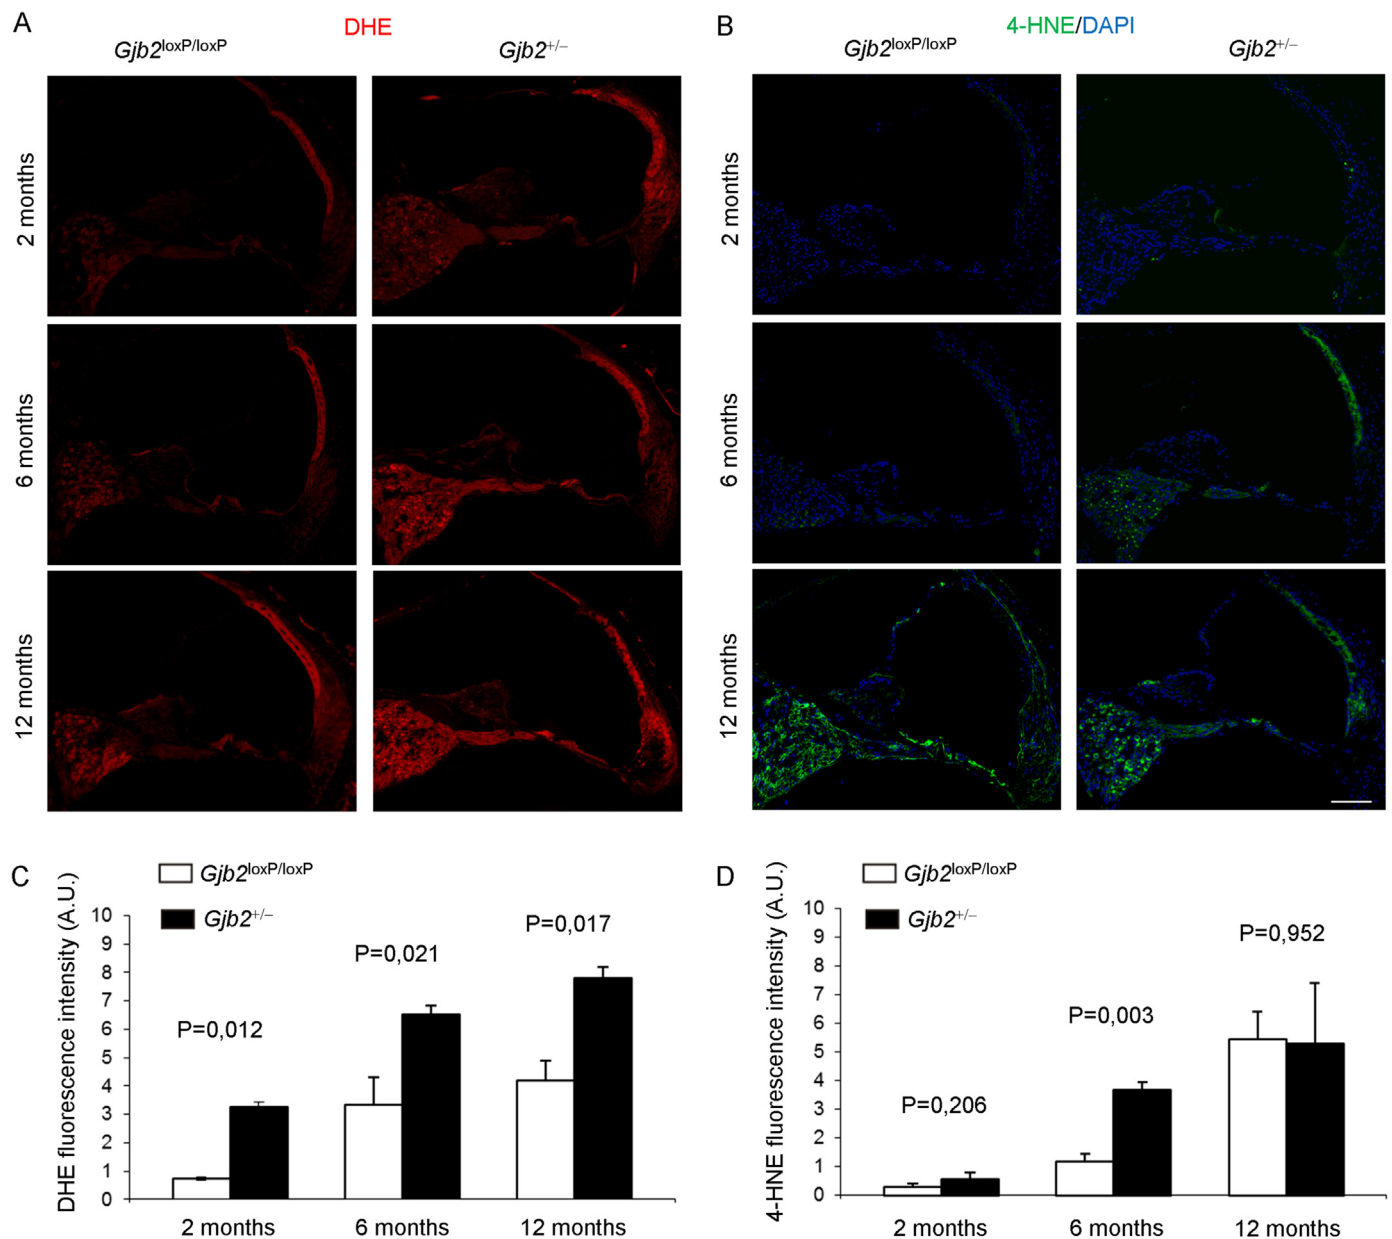 A
DHE
Gjb2loxP/loxP
Gjb2+/–
2 months
6 months
12 months
B
4-HNE/DAPI
Gjb2loxP/loxP
Gjb2+/–
2 months
6 months
12 months
C
Gjb2loxP/loxP
Gjb2+/–
DHE fluorescence intensity (A.U.)
10
9
8
7
6
5
4
3
2
1
0
P=0,012
P=0,021
P=0,017
2 months
6 months
12 months
D
Gjb2loxP/loxP
Gjb2+/–
4-HNE fluorescence intensity (A.U.)
10
9
8
7
6
5
4
3
2
1
0
P=0,206
P=0,003
P=0,952
2 months
6 months
12 months